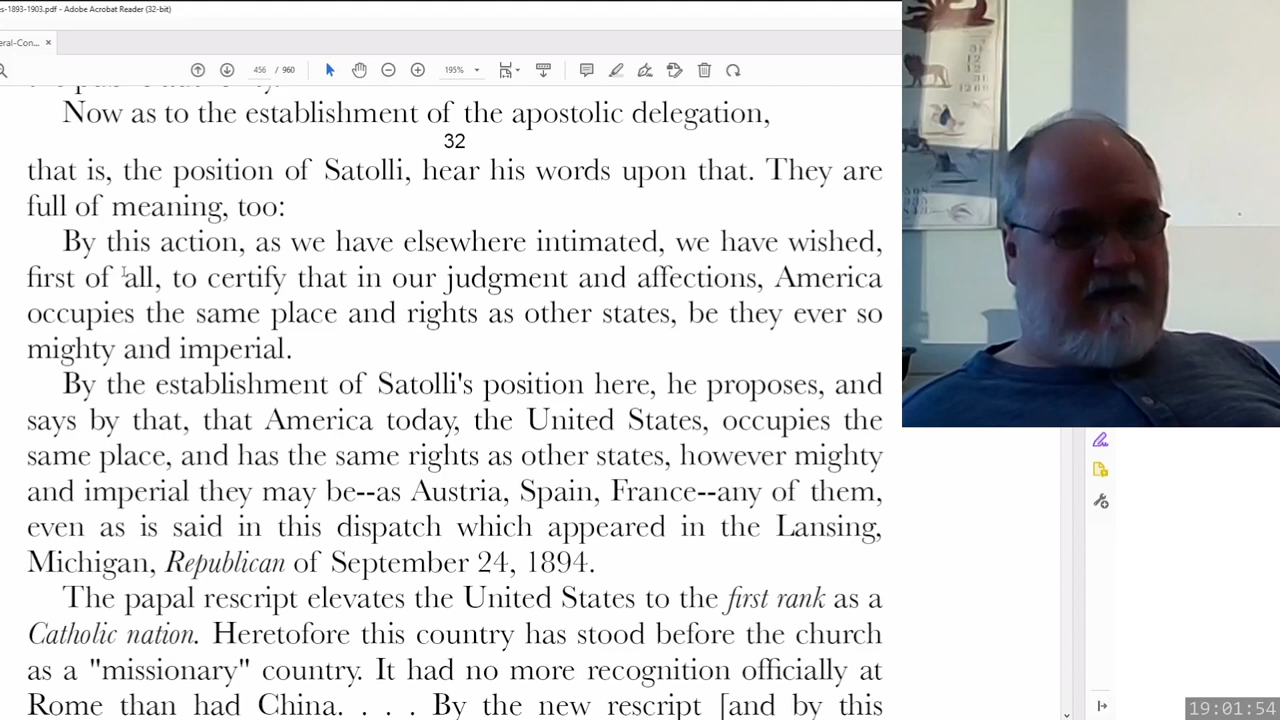 s-1893-1903.pdf - Adobe Acrobat Reader (32-bit)
eral-Con...
456 / 960
195%
Now as to the establishment of the apostolic delegation,
32
that is, the position of Satolli, hear his words upon that. They are
full of meaning, too:
By this action, as we have elsewhere intimated, we have wished,
first of all, to certify that in our judgment and affections, America
occupies the same place and rights as other states, be they ever so
mighty and imperial.
By the establishment of Satolli's position here, he proposes, and
says by that, that America today, the United States, occupies the
same place, and has the same rights as other states, however mighty
and imperial they may be--as Austria, Spain, France--any of them,
even as is said in this dispatch which appeared in the Lansing,
Michigan, Republican of September 24, 1894.
The papal rescript elevates the United States to the first rank as a
Catholic nation. Heretofore this country has stood before the church
as a "missionary" country. It had no more recognition officially at
Rome than had China. . . . By the new rescript [and by this
19:01:54